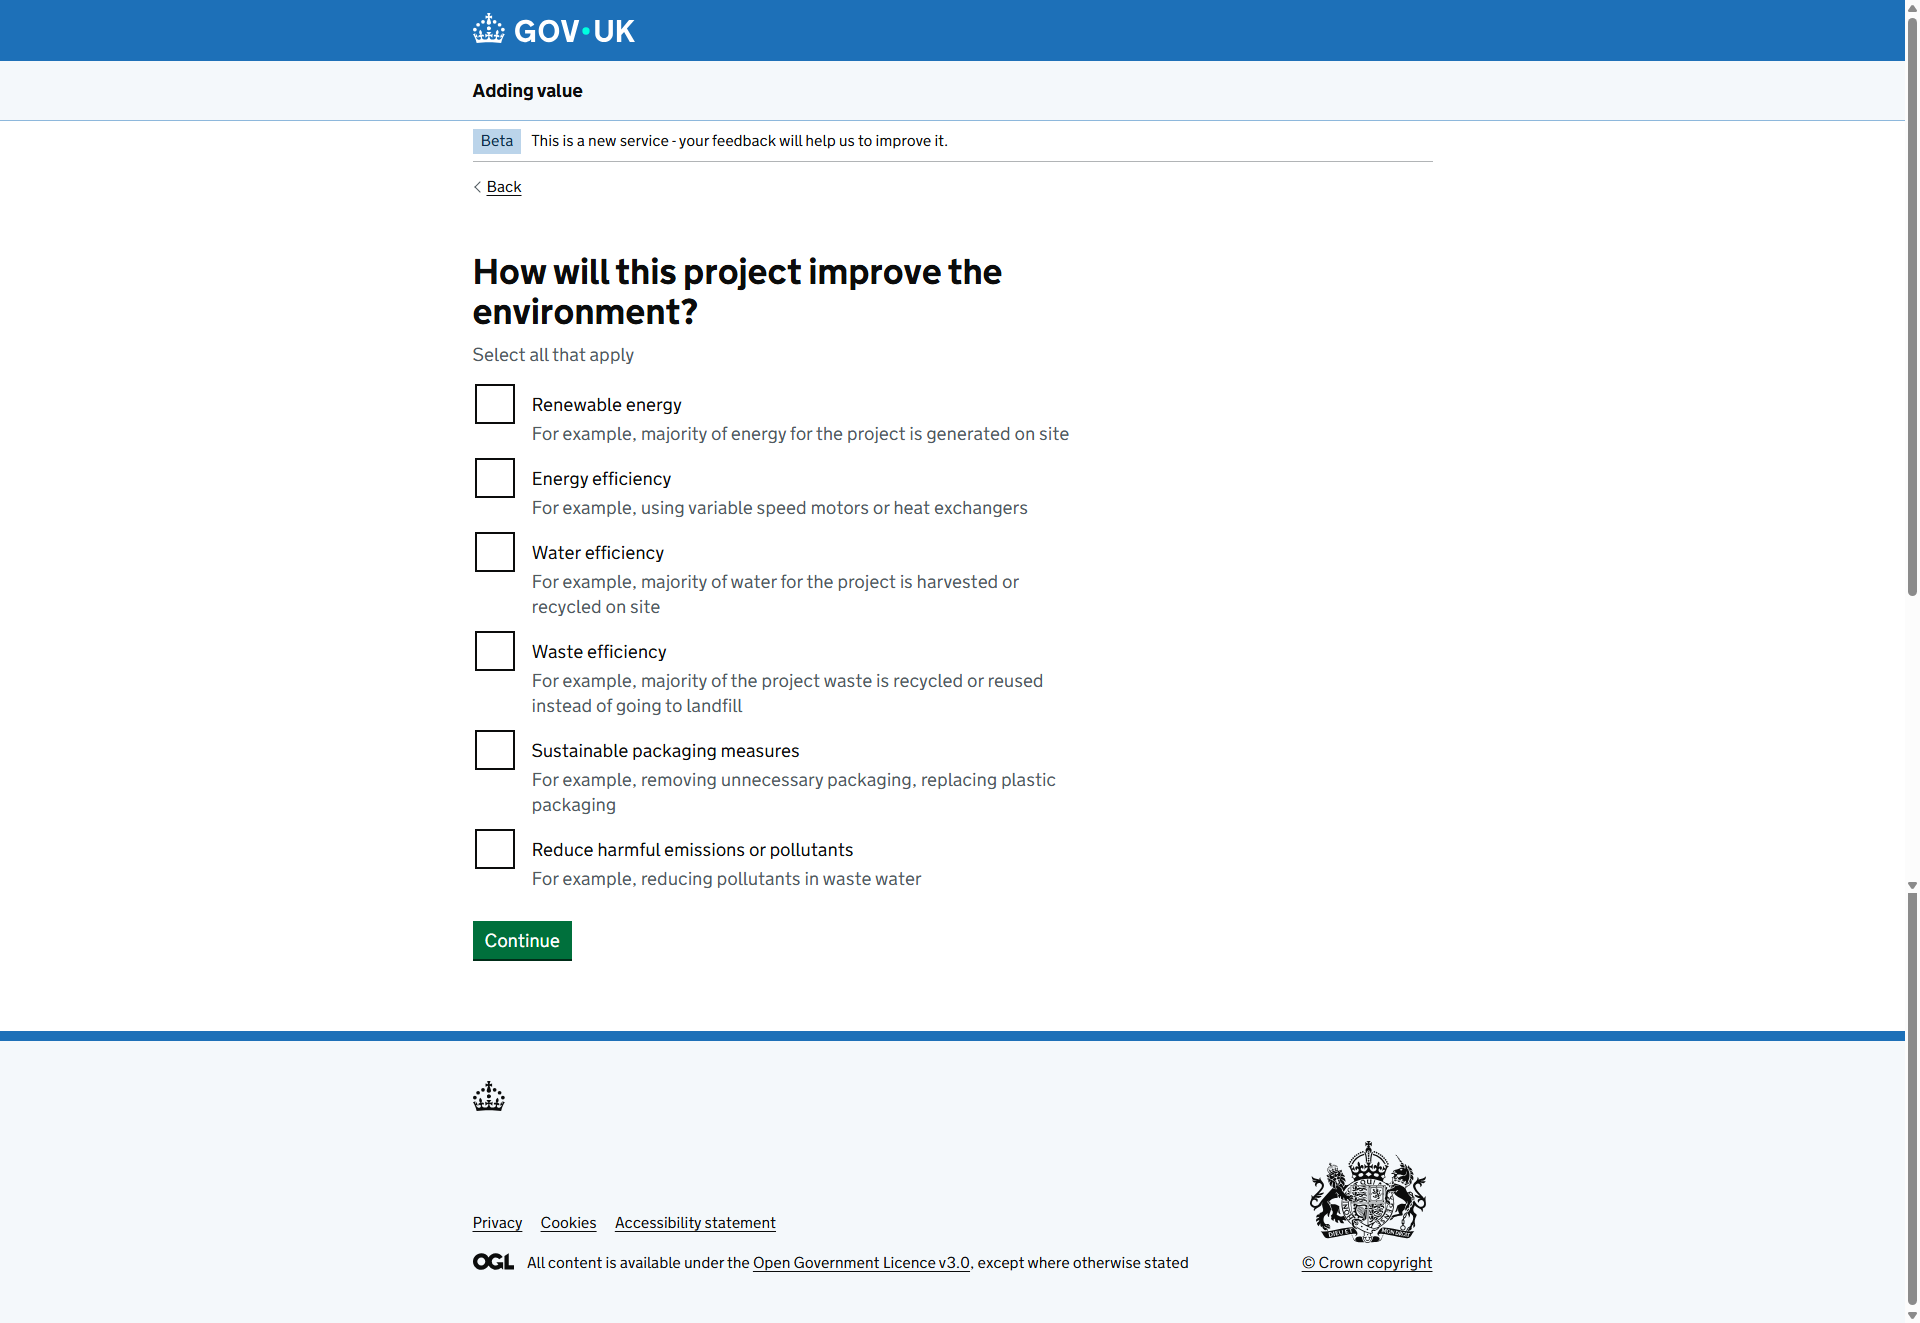 GOV·UK
Adding value
Beta This is a new service - your feedback will help us to improve it.
Back
How will this project improve the
environment?
Select all that apply
Renewable energy
For example, majority of energy for the project is generated on site
Energy efficiency
For example, using variable speed motors or heat exchangers
Water efficiency
For example, majority of water for the project is harvested or
recycled on site
Waste efficiency
For example, majority of the project waste is recycled or reused
instead of going to landfill
Sustainable packaging measures
For example, removing unnecessary packaging, replacing plastic
packaging
Reduce harmful emissions or pollutants
For example, reducing pollutants in waste water
Continue
Privacy Cookies Accessibility statement
OGL All content is available under the Open Government Licence v3.0, except where otherwise stated
© Crown copyright